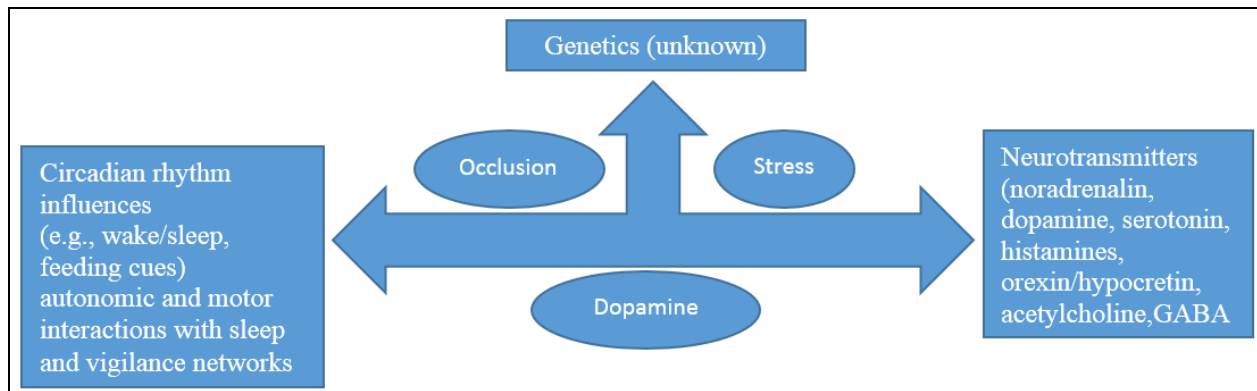 Genetics (unknown)
Occlusion
Stress
Circadian rhythm
influences
(e.g., wake/sleep,
feeding cues)
autonomic and motor
interactions with sleep
and vigilance networks
Neurotransmitters
(noradrenalin,
dopamine, serotonin,
histamines,
orexin/hypocretin,
acetylcholine,GABA
Dopamine